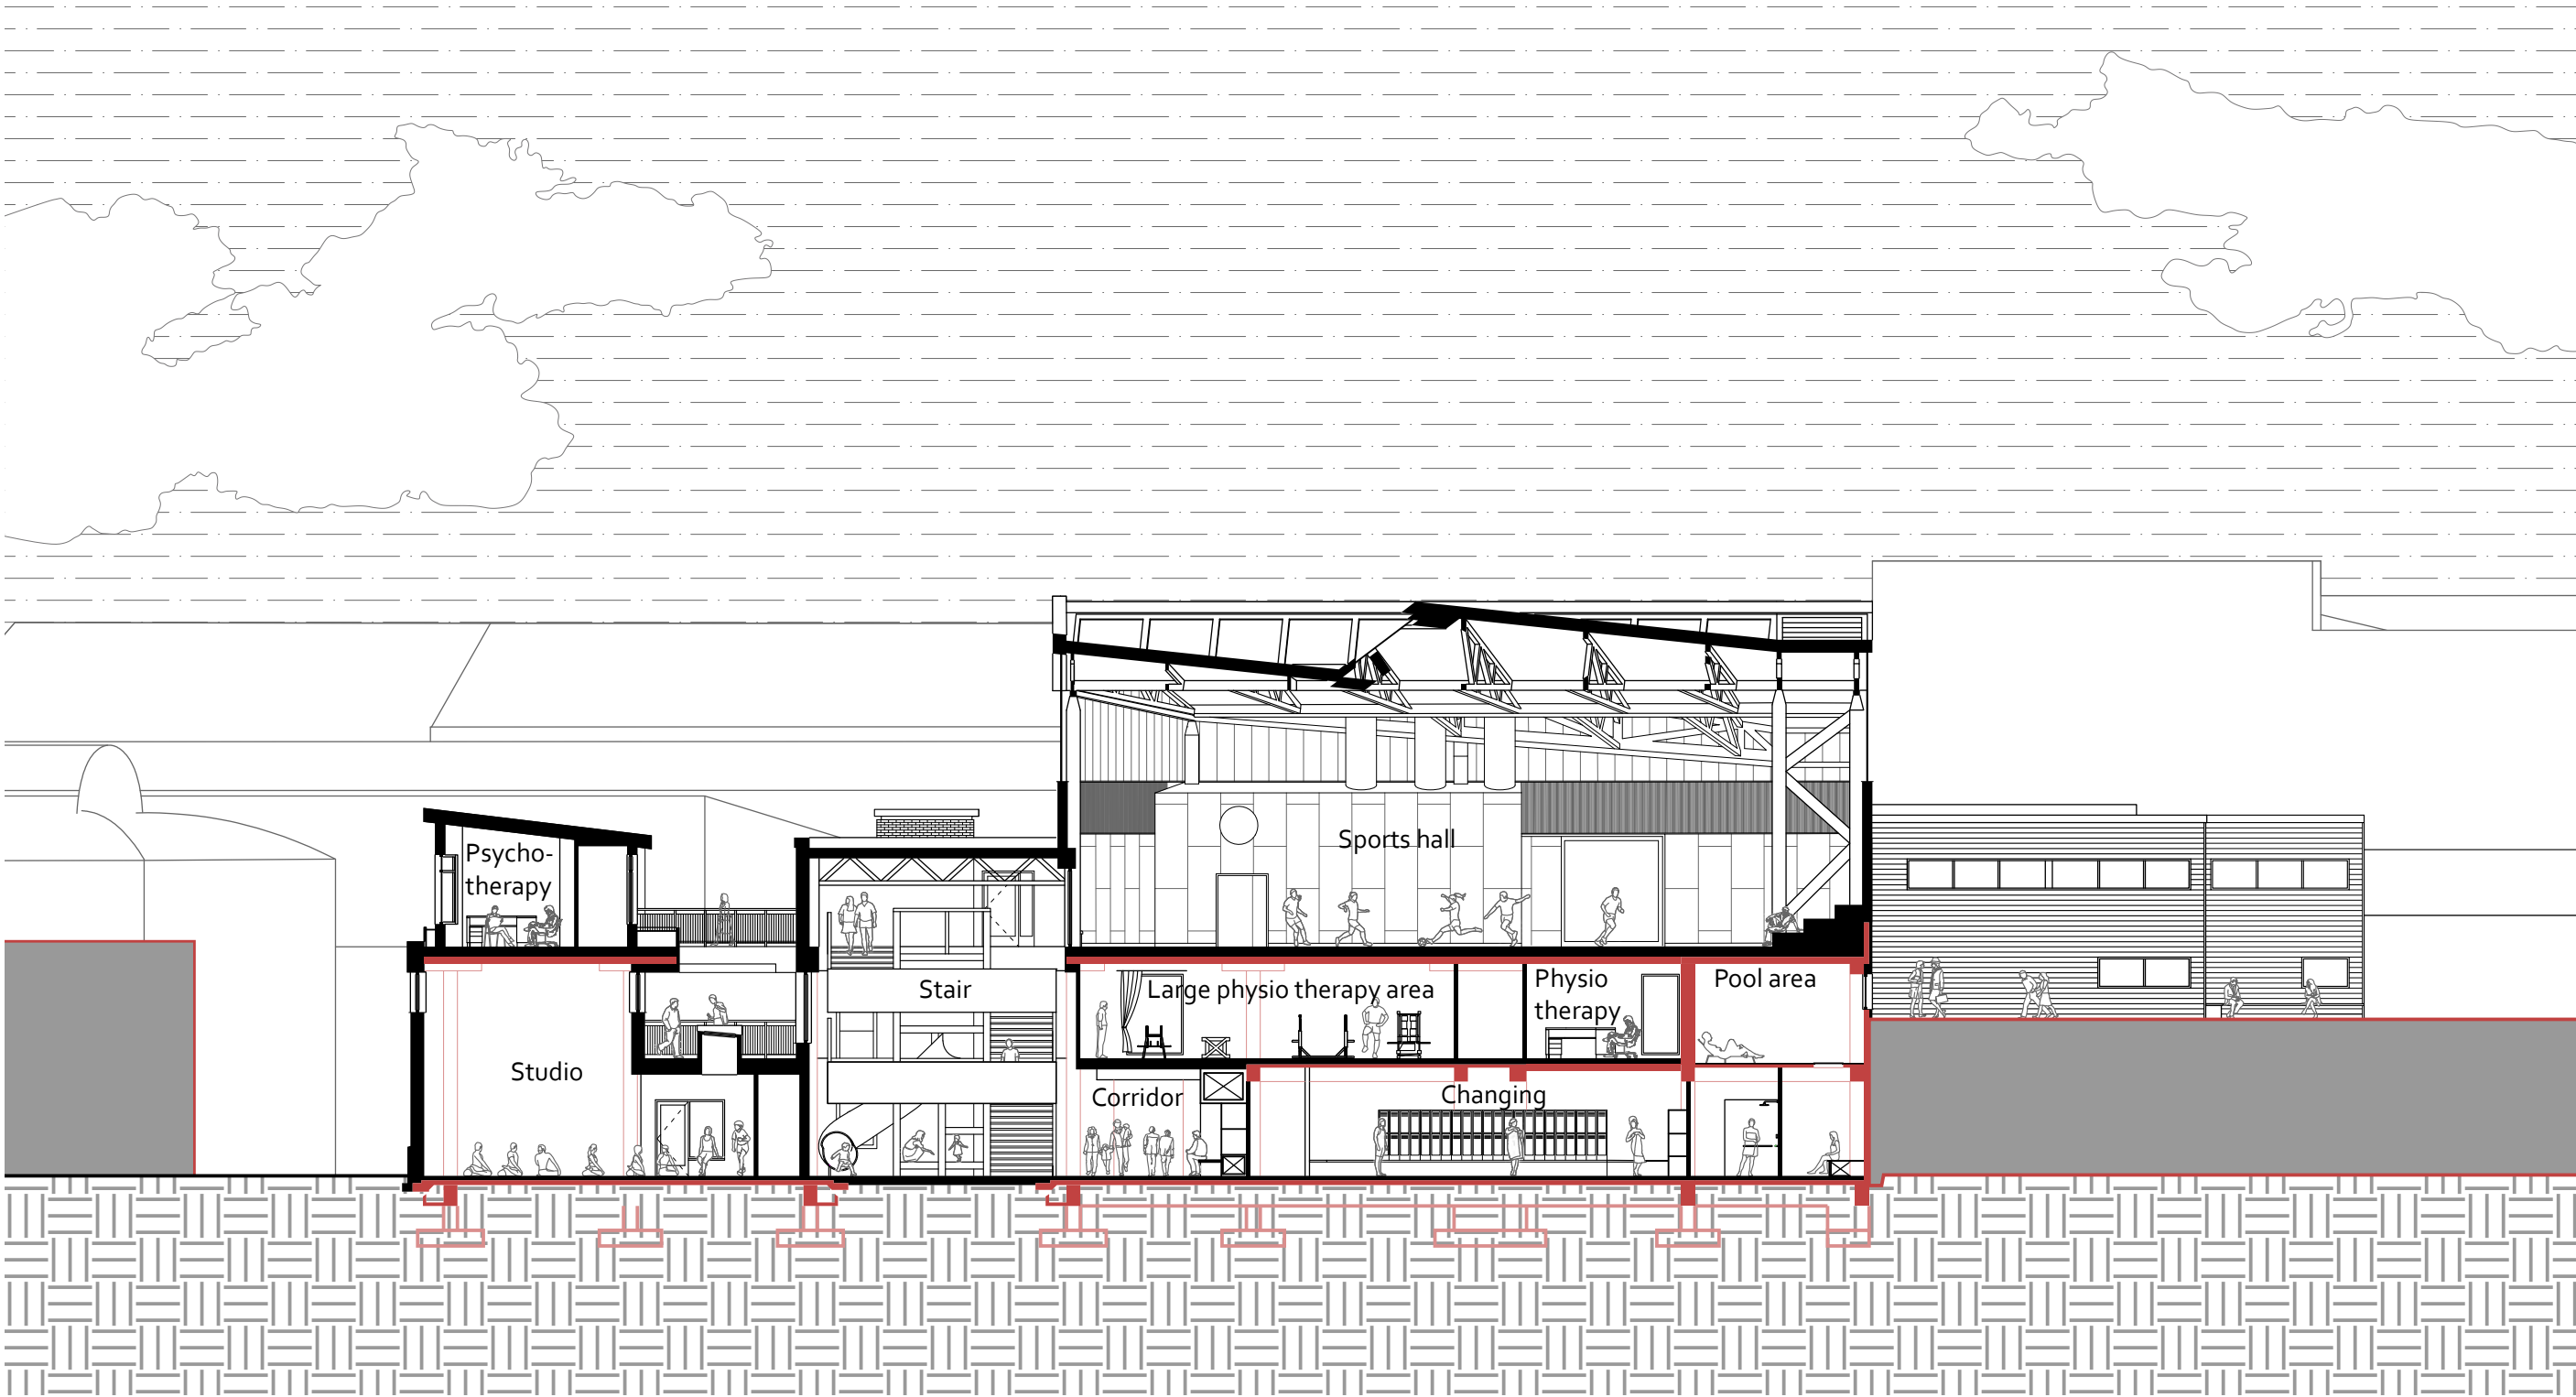 Psycho-
therapy
Sports hall
Stair
Large physio therapy area
Physio
therapy
Pool area
Studio
Corridor
Changing